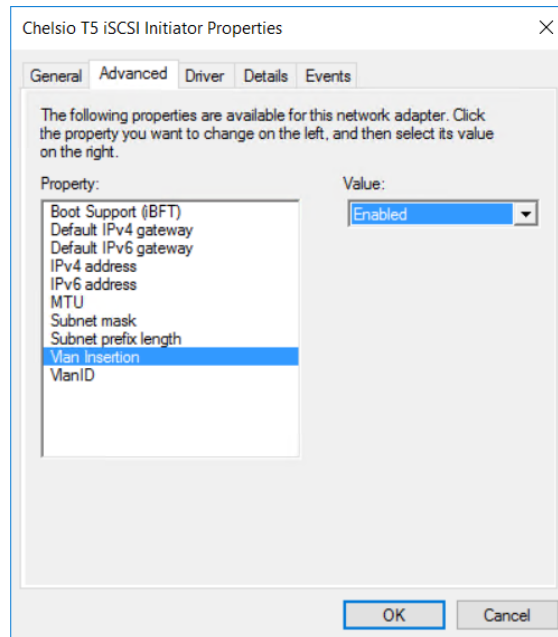 Chelsio T5 iSCSI Initiator Properties
General Advanced Driver Details Events
The following properties are available for this network adapter. Click
the property you want to change on the left, and then select its value
on the right.
Property:
Value:
Boot Support (iBFT)
Default IPv4 gateway
Default IPv6 gateway
IPv4 address
IPv6 address
MTU
Subnet mask
Subnet prefix length
Vlan Insertion
VlanID
Enabled
OK
Cancel